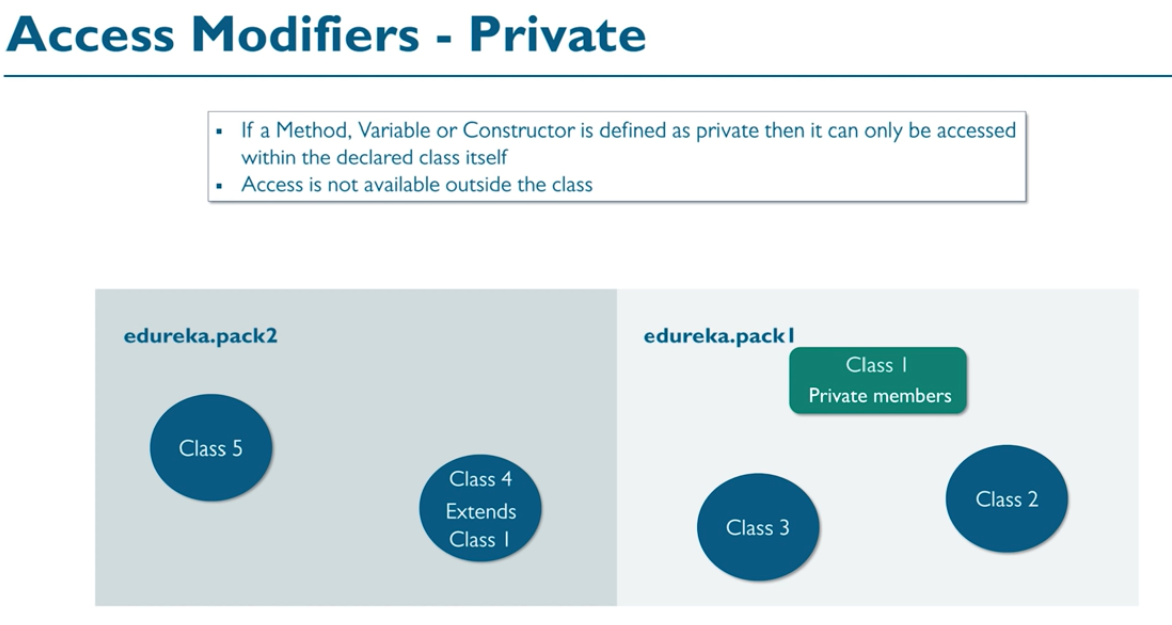 Access Modifiers - Private
▪ If a Method, Variable or Constructor is defined as private then it can only be accessed
within the declared class itself
▪ Access is not available outside the class
edureka.pack2
edureka.pack1
Class 1
Private members
Class 5
Class 4
Extends
Class 1
Class 3
Class 2